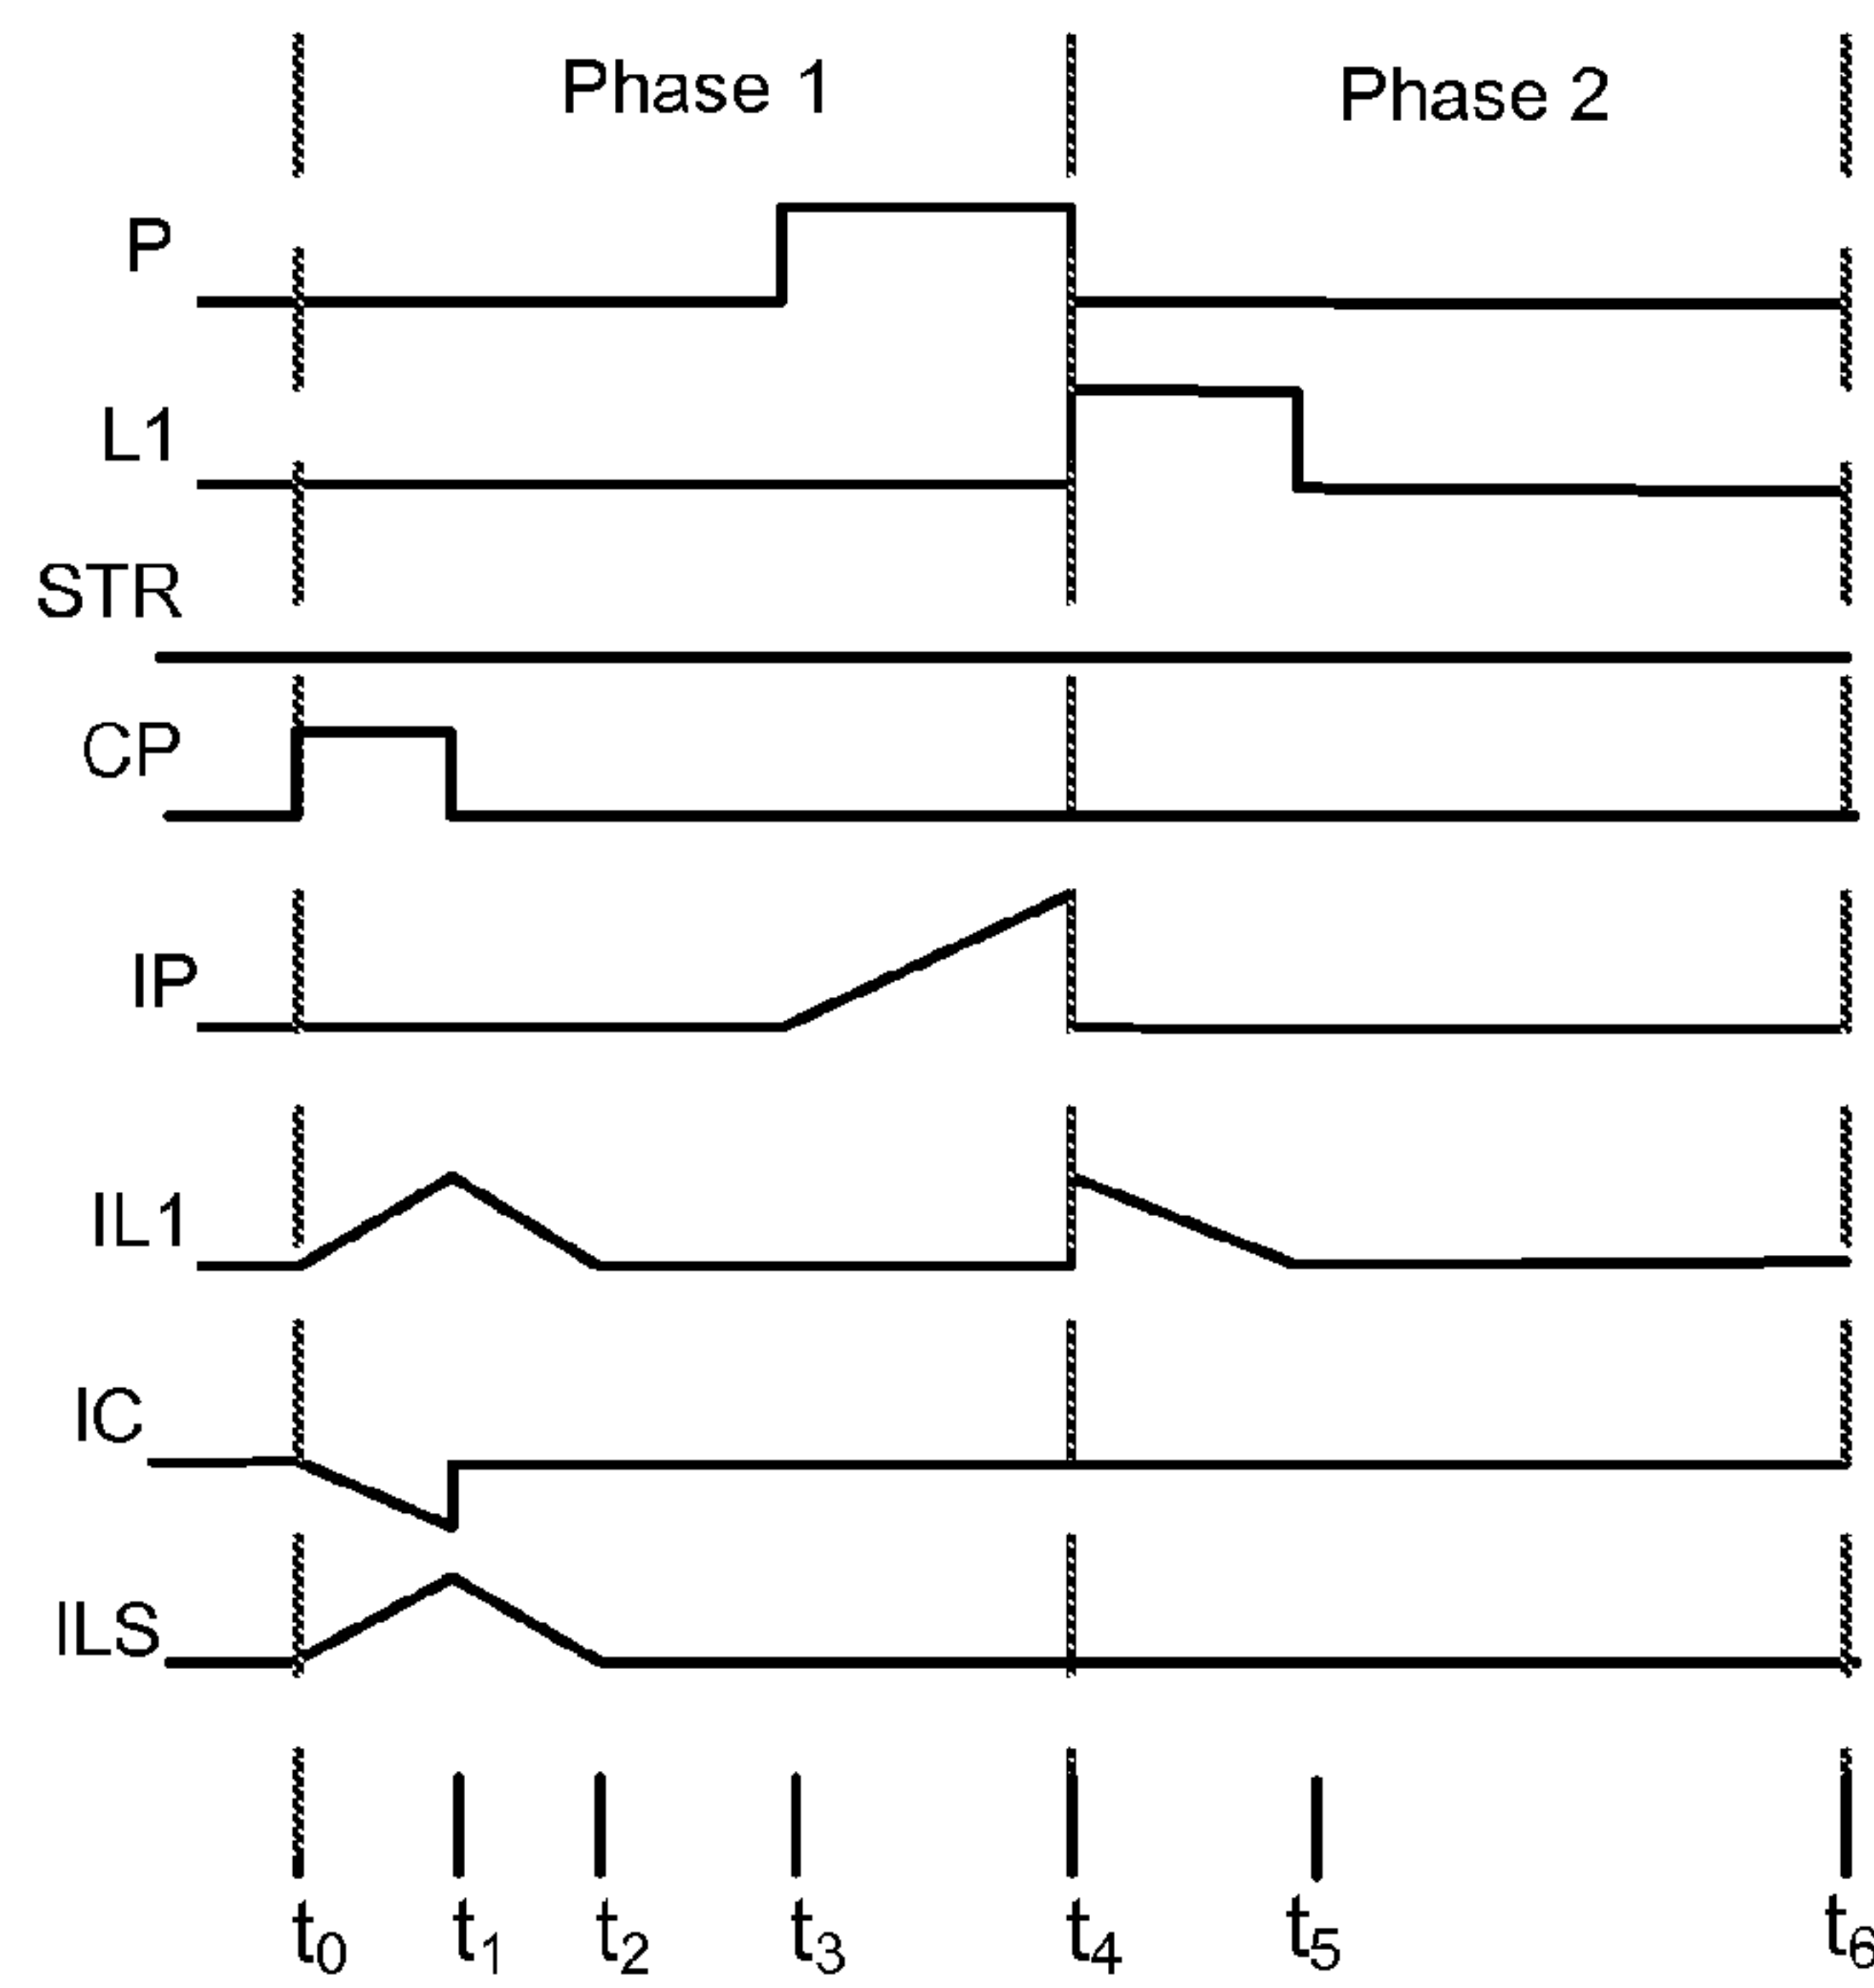 Phase 1 Phase 2
P
L1
STR
CP
IP
IL1
IC
ILS
t0 t1 t2 t3 t4 t5 t6